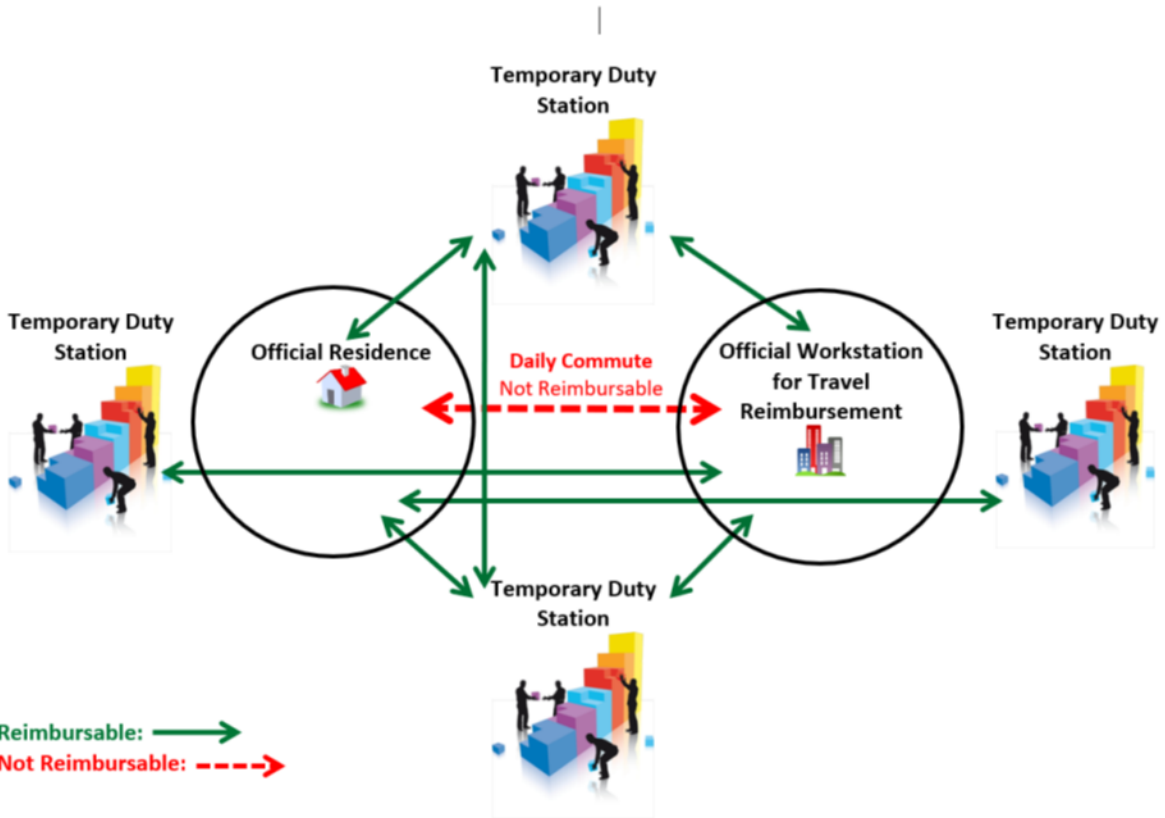 Temporary Duty
Station
Temporary Duty
Station
Official Residence
Daily Commute
Not Reimbursable
Official Workstation
for Travel
Reimbursement
Temporary Duty
Station
Temporary Duty
Station
Reimbursable:
Not Reimbursable: